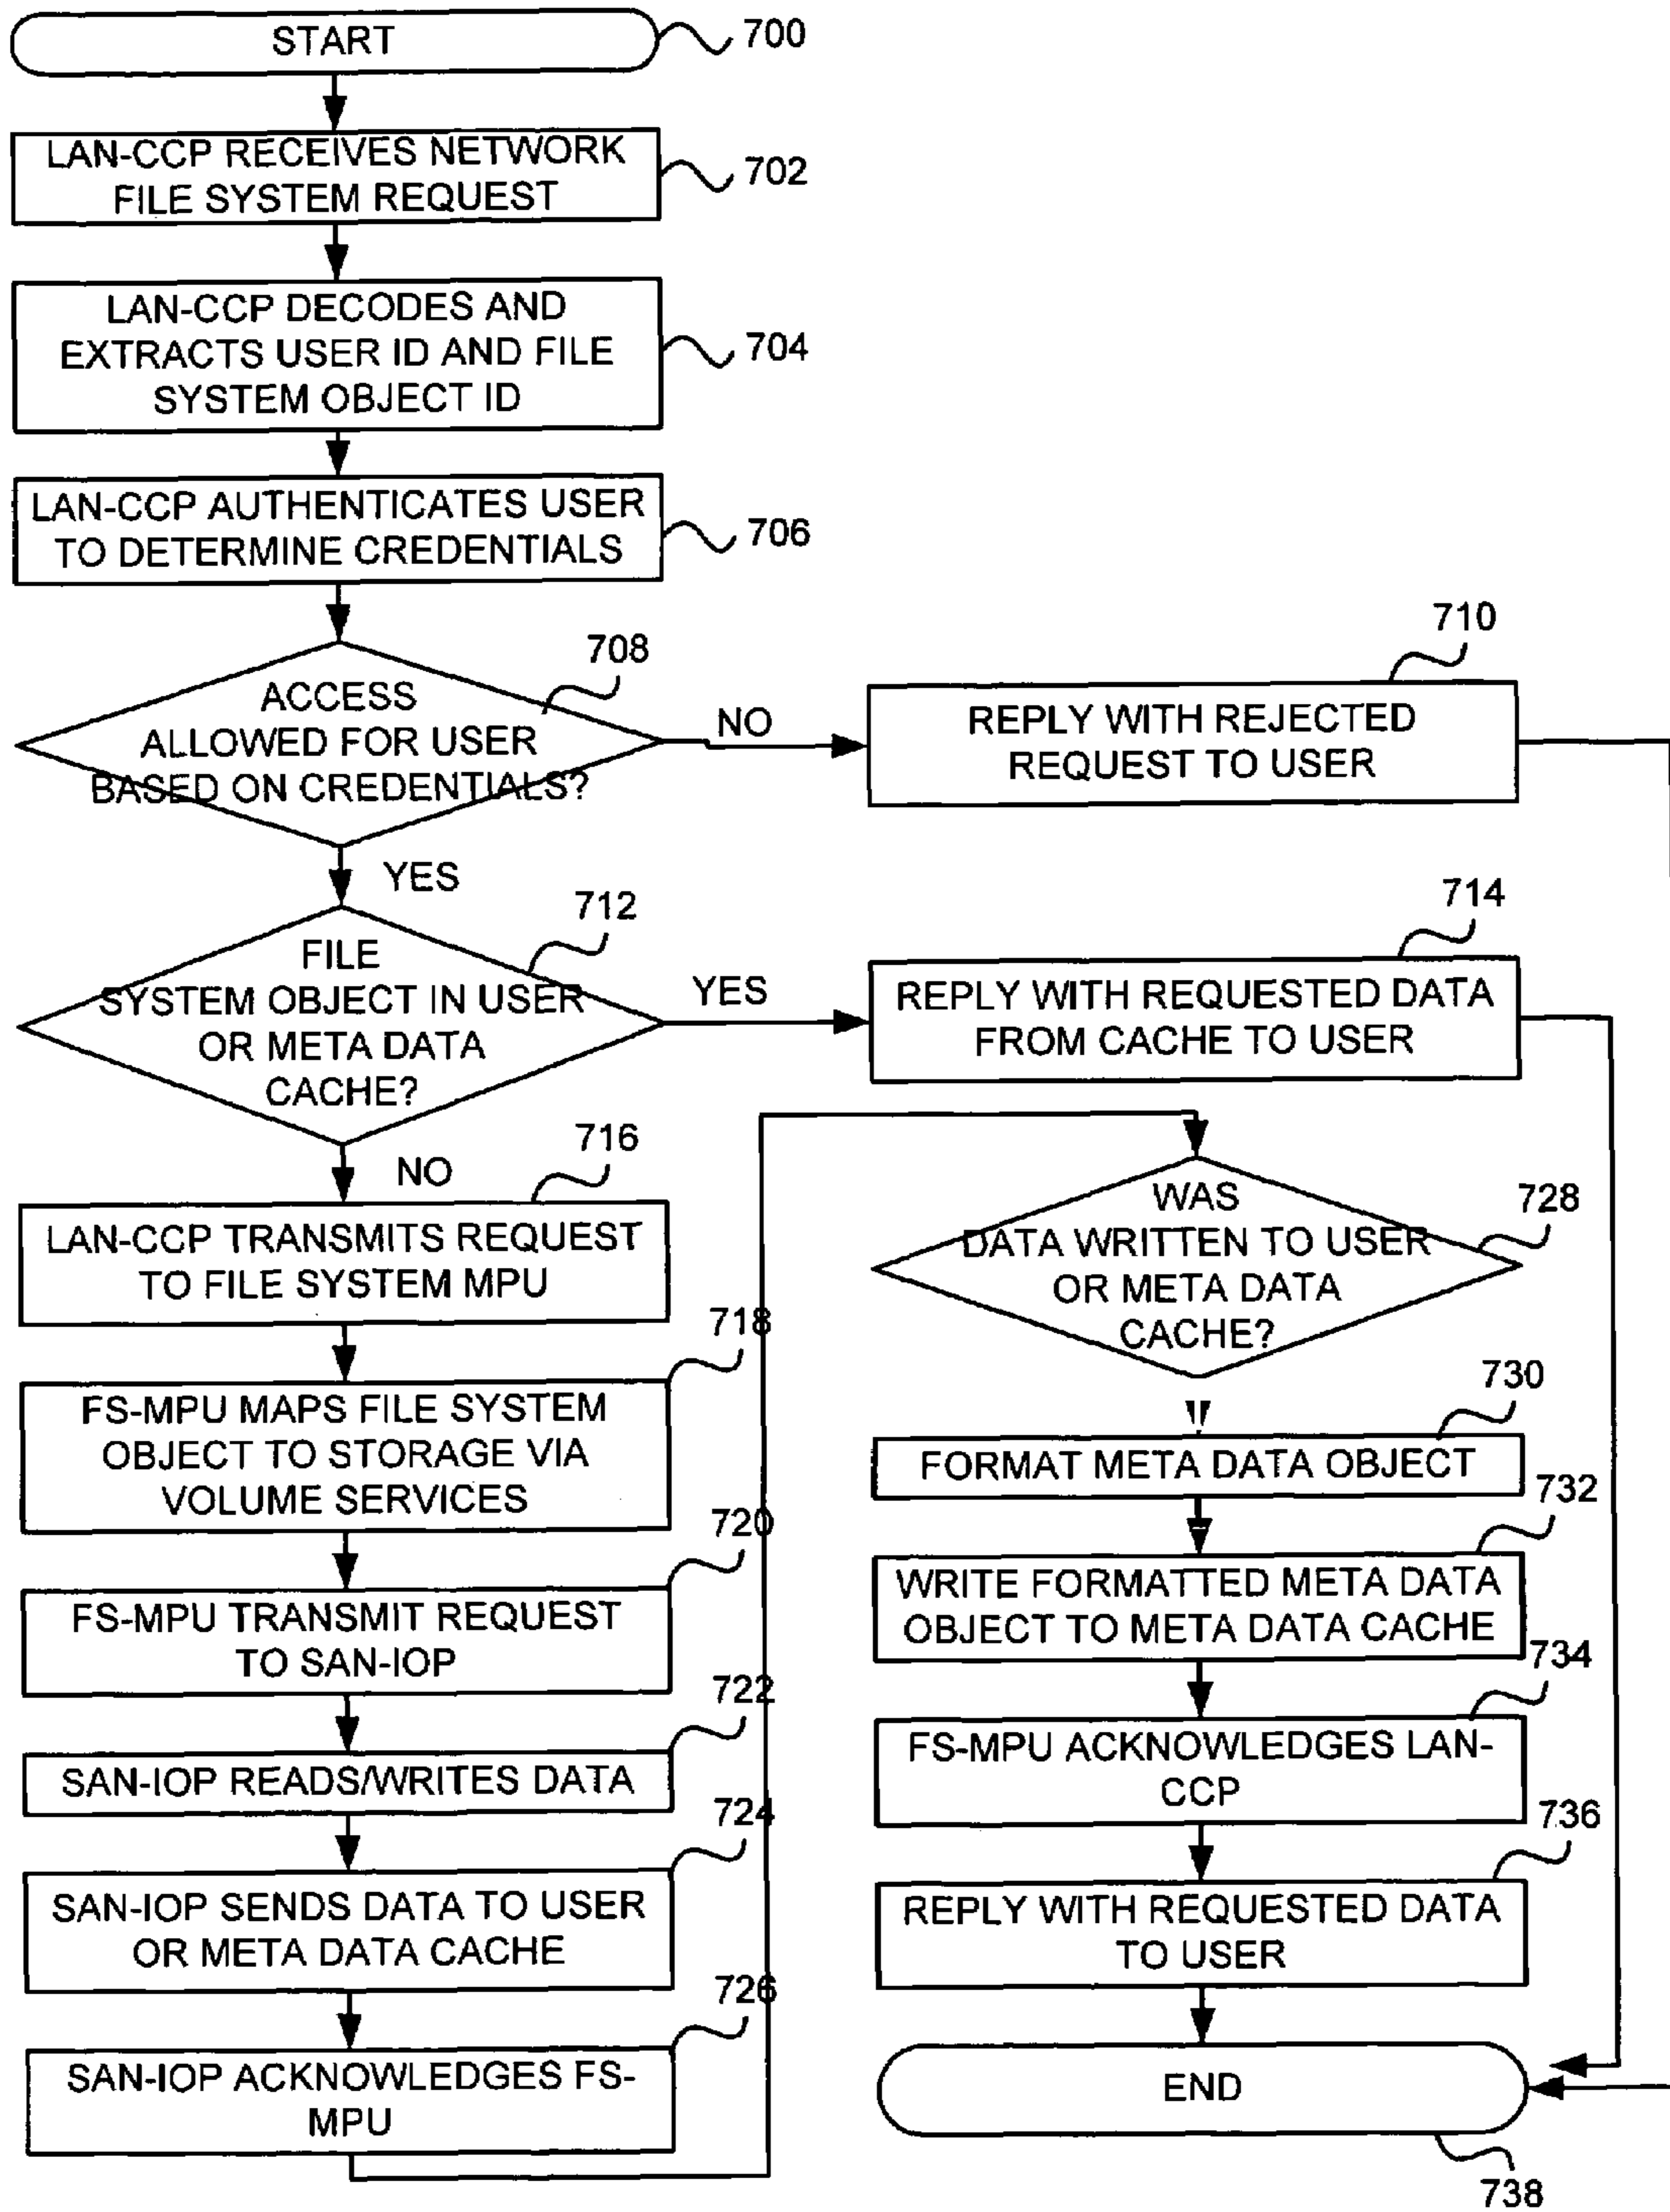 START
700
LAN-CCP RECEIVES NETWORK
FILE SYSTEM REQUEST
702
LAN-CCP DECODES AND
EXTRACTS USER ID AND FILE
SYSTEM OBJECT ID
704
LAN-CCP AUTHENTICATES USER
TO DETERMINE CREDENTIALS
706
ACCESS
ALLOWED FOR USER
BASED ON CREDENTIALS?
708
NO
REPLY WITH REJECTED
REQUEST TO USER
710
YES
FILE
SYSTEM OBJECT IN USER
OR META DATA
CACHE?
712
YES
REPLY WITH REQUESTED DATA
FROM CACHE TO USER
714
NO
LAN-CCP TRANSMITS REQUEST
TO FILE SYSTEM MPU
716
FS-MPU MAPS FILE SYSTEM
OBJECT TO STORAGE VIA
VOLUME SERVICES
718
FS-MPU TRANSMIT REQUEST
TO SAN-IOP
720
SAN-IOP READS/WRITES DATA
722
SAN-IOP SENDS DATA TO USER
OR META DATA CACHE
724
SAN-IOP ACKNOWLEDGES FS-
MPU
726
WAS
DATA WRITTEN TO USER
OR META DATA
CACHE?
728
FORMAT META DATA OBJECT
730
WRITE FORMATTED META DATA
OBJECT TO META DATA CACHE
732
FS-MPU ACKNOWLEDGES LAN-
CCP
734
REPLY WITH REQUESTED DATA
TO USER
736
END
738